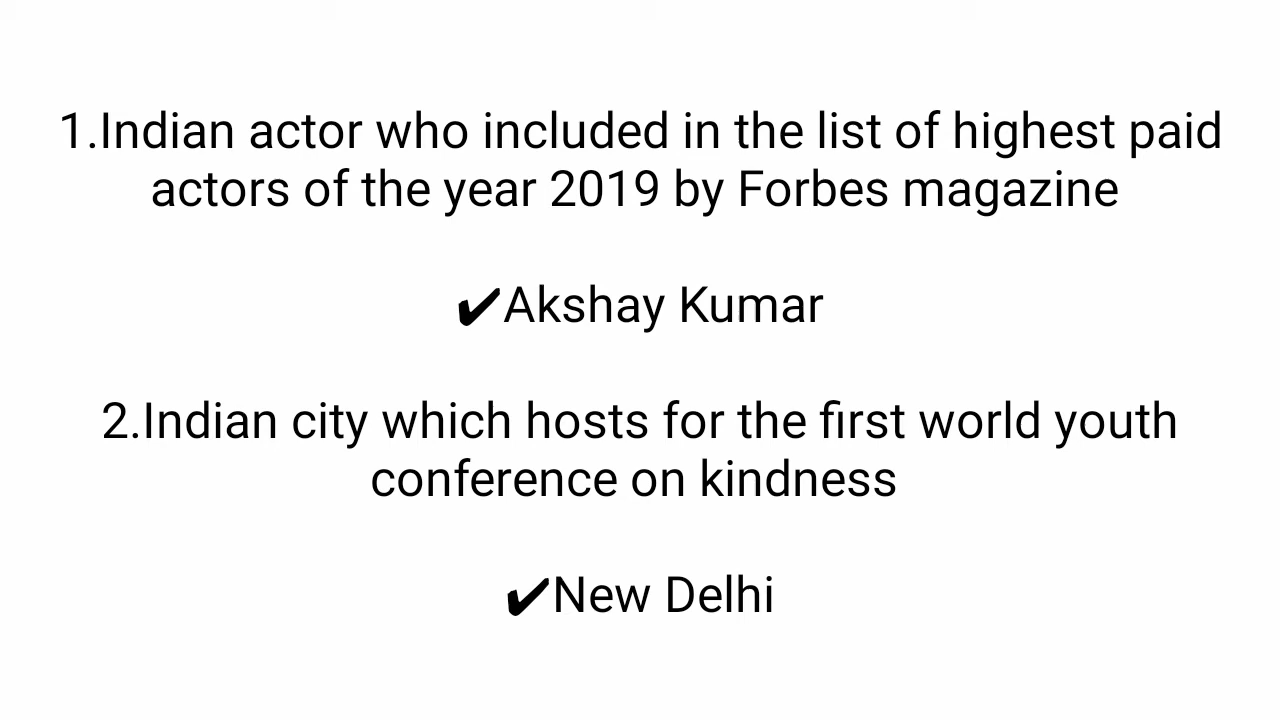 1.Indian actor who included in the list of highest paid
actors of the year 2019 by Forbes magazine
✔Akshay Kumar
2.Indian city which hosts for the first world youth
conference on kindness
✔New Delhi